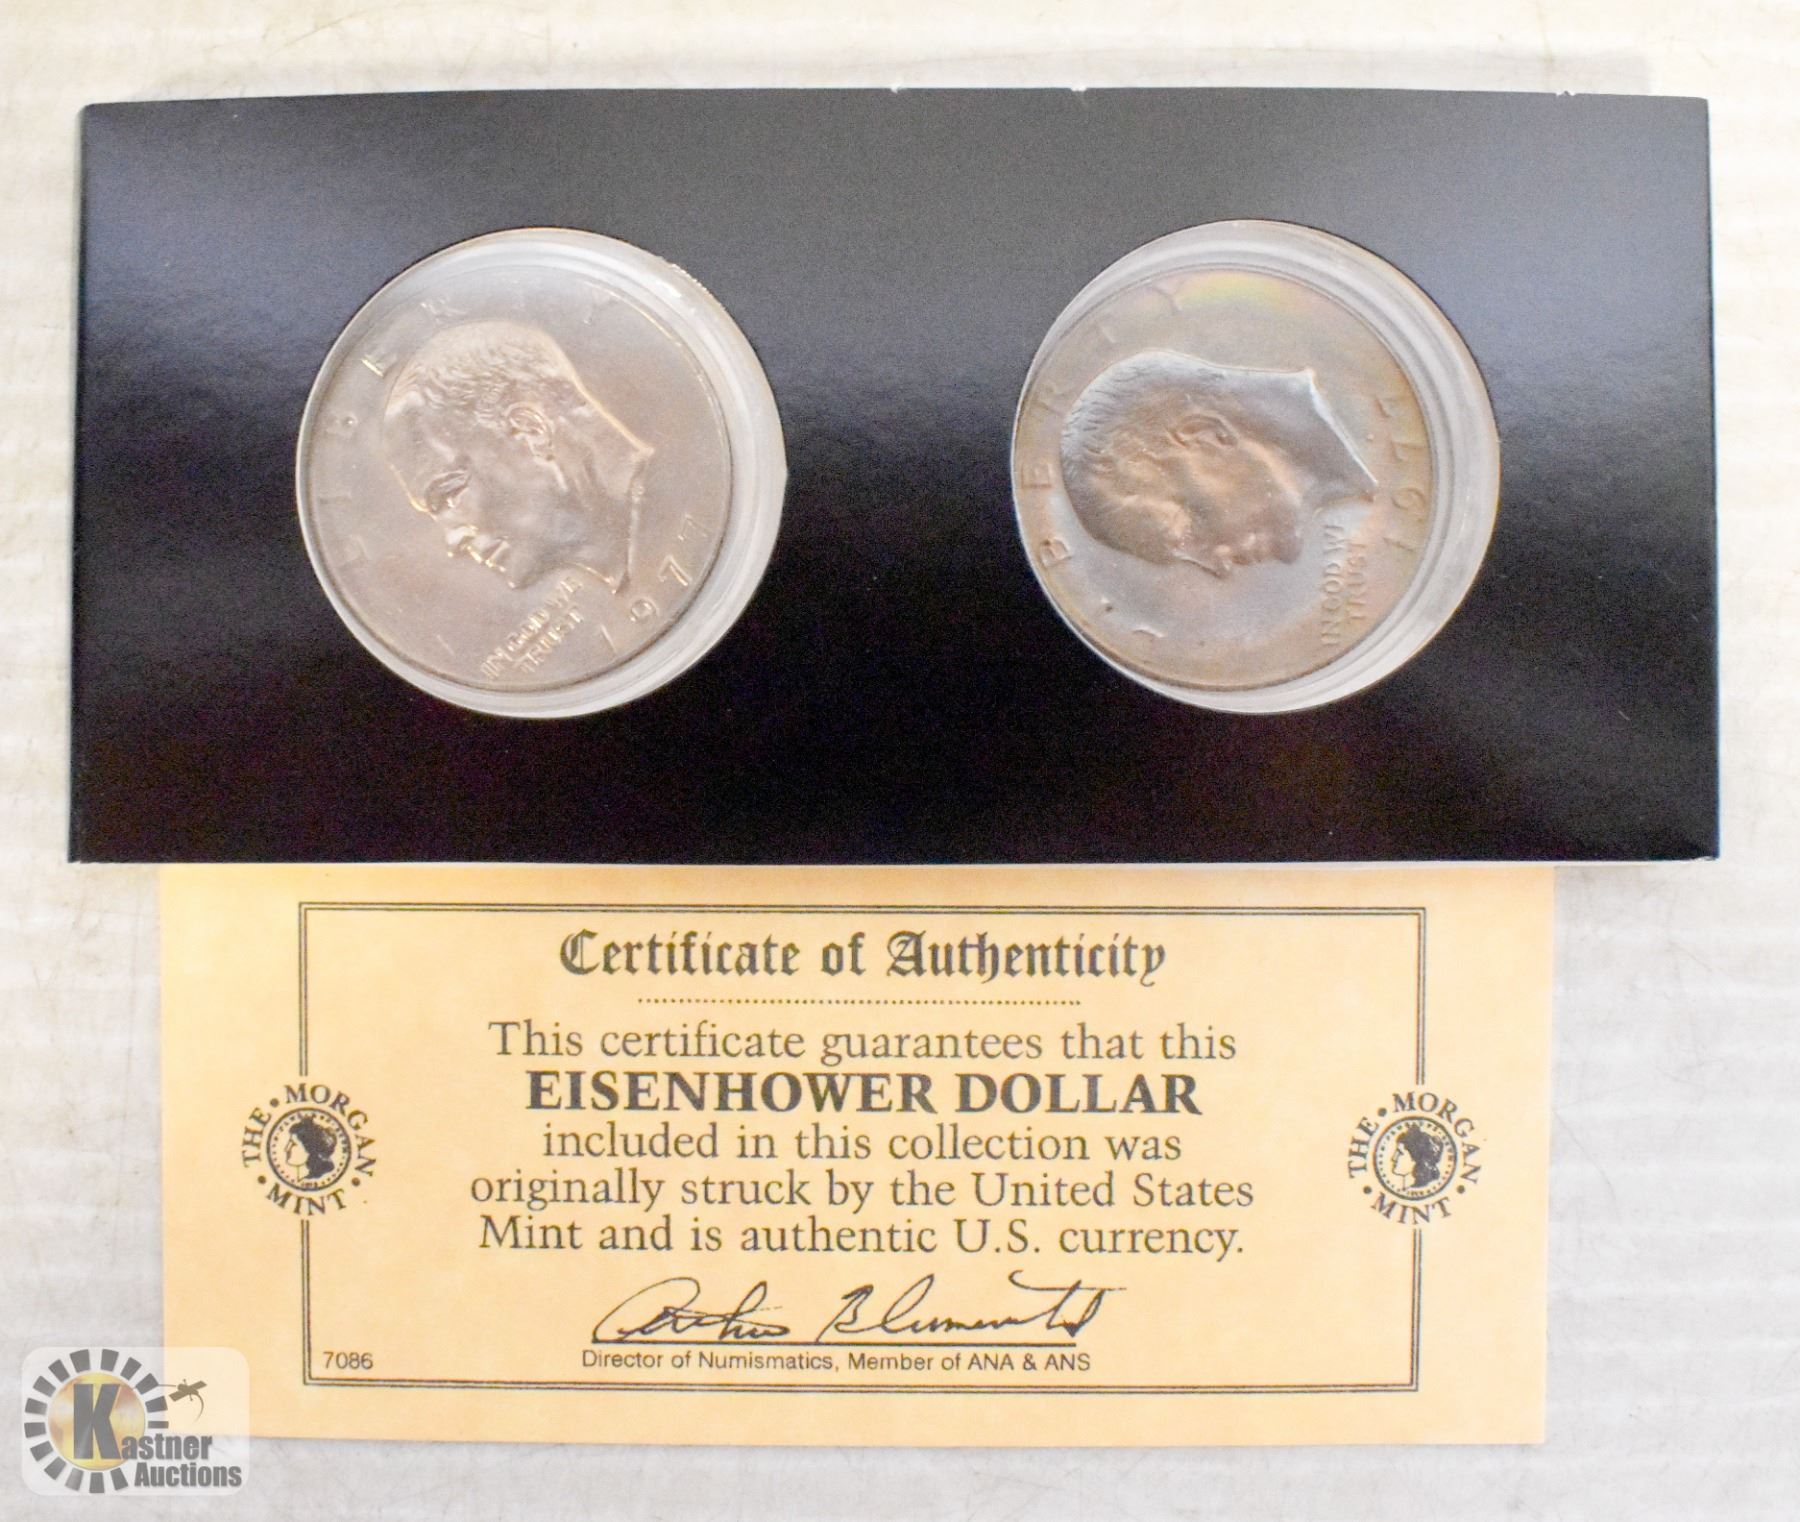 LIBERTY
IN GOD WE
TRUST
1977
LIBERTY
IN GOD WE
TRUST
1977
Certificate of Authenticity
This certificate guarantees that this
EISENHOWER DOLLAR
included in this collection was
originally struck by the United States
Mint and is authentic U.S. currency.
THE • MORGAN • MINT •
THE • MORGAN • MINT •
Director of Numismatics, Member of ANA & ANS
7086
Kastner
Auctions